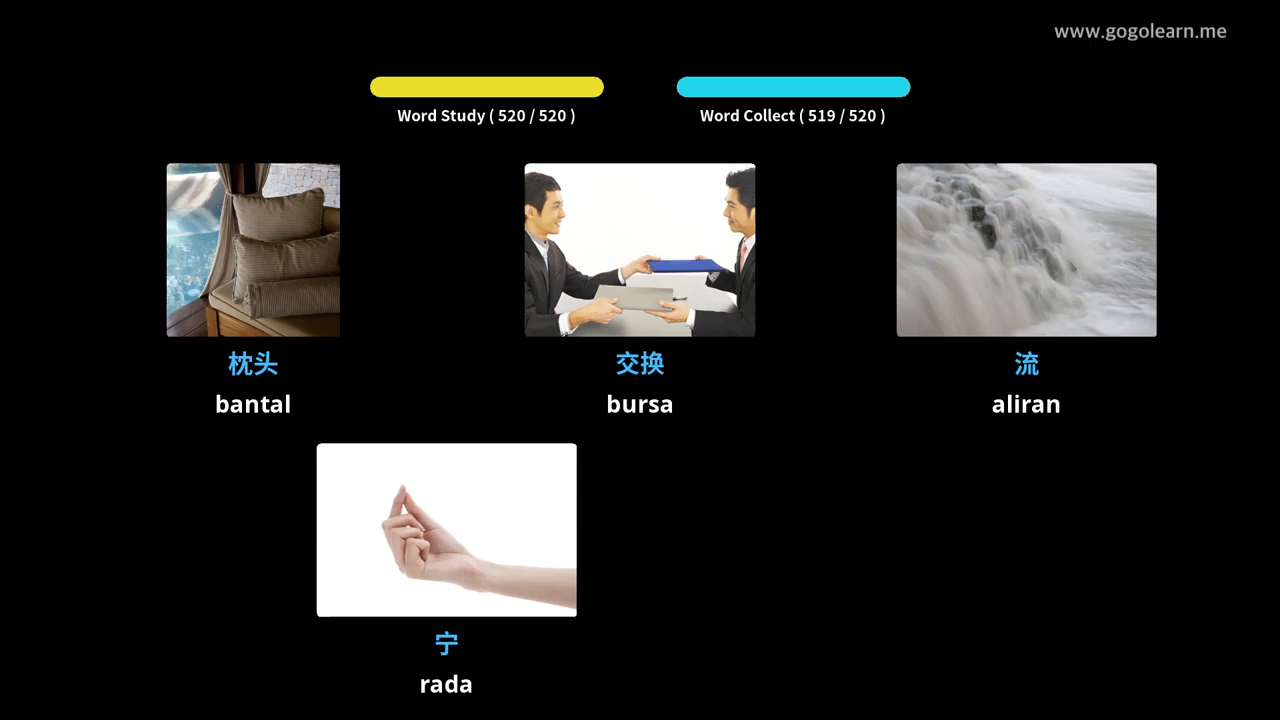 www.gogolearn.me
Word Study ( 520 / 520 )
Word Collect ( 519 / 520 )
枕头
bantal
交换
bursa
流
aliran
宁
rada